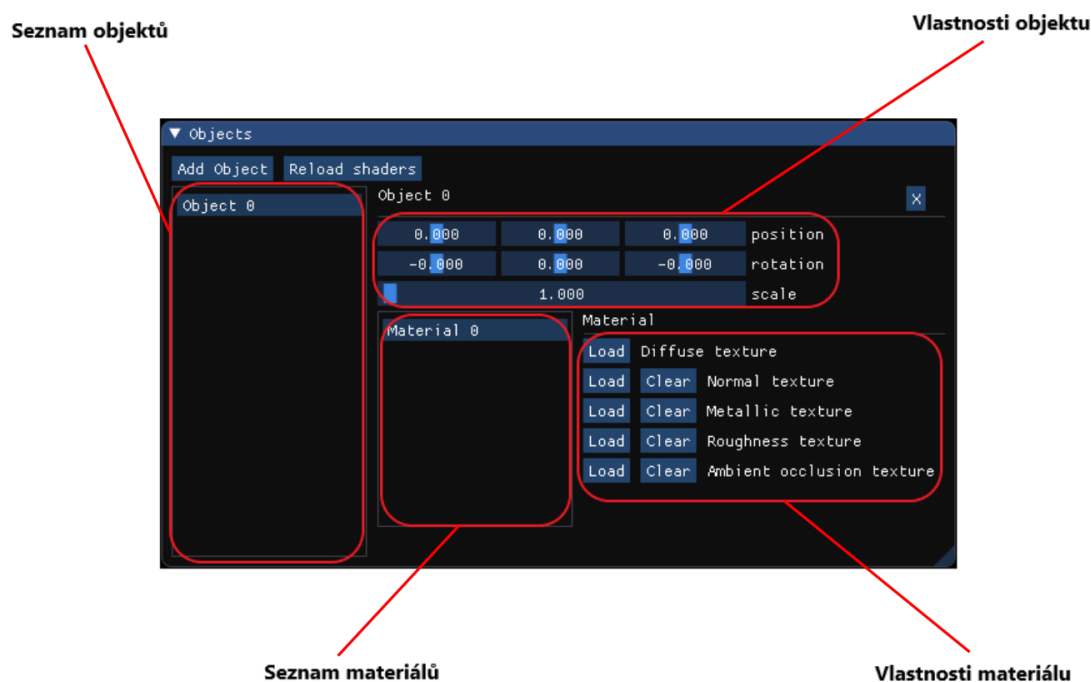 Seznam objektů
Vlastnosti objektu
▼ Objects
Add Object Reload shaders
Object 0
Object 0 X
0.000 0.000 0.000 position
-0.000 0.000 -0.000 rotation
1.000 scale
Material 0
Material
Load Diffuse texture
Load Clear Normal texture
Load Clear Metallic texture
Load Clear Roughness texture
Load Clear Ambient occlusion texture
Seznam materiálů
Vlastnosti materiálu